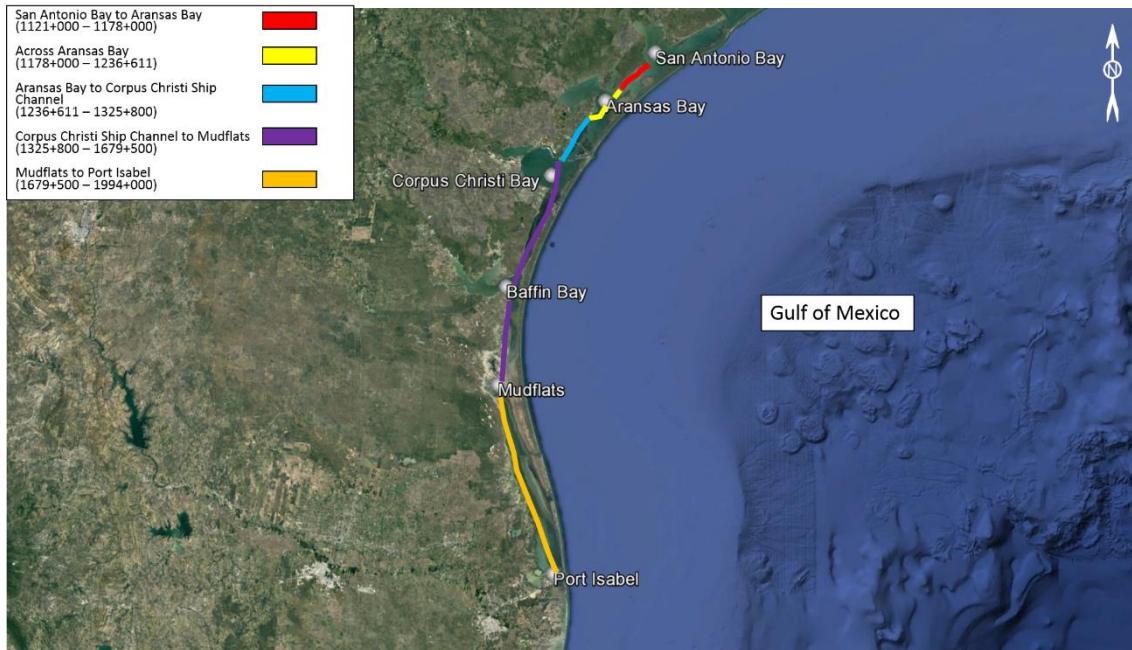 San Antonio Bay to Aransas Bay
(1121+000 – 1178+000)
Across Aransas Bay
(1178+000 – 1236+611)
Aransas Bay to Corpus Christi Ship
Channel
(1236+611 – 1325+800)
Corpus Christi Ship Channel to Mudflats
(1325+800 – 1679+500)
Mudflats to Port Isabel
(1679+500 – 1994+000)
N
San Antonio Bay
Aransas Bay
Corpus Christi Bay
Baffin Bay
Gulf of Mexico
Mudflats
Port Isabel